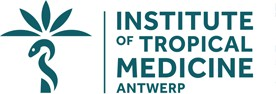 INSTITUTE
OF TROPICAL
MEDICINE
ANTWERP